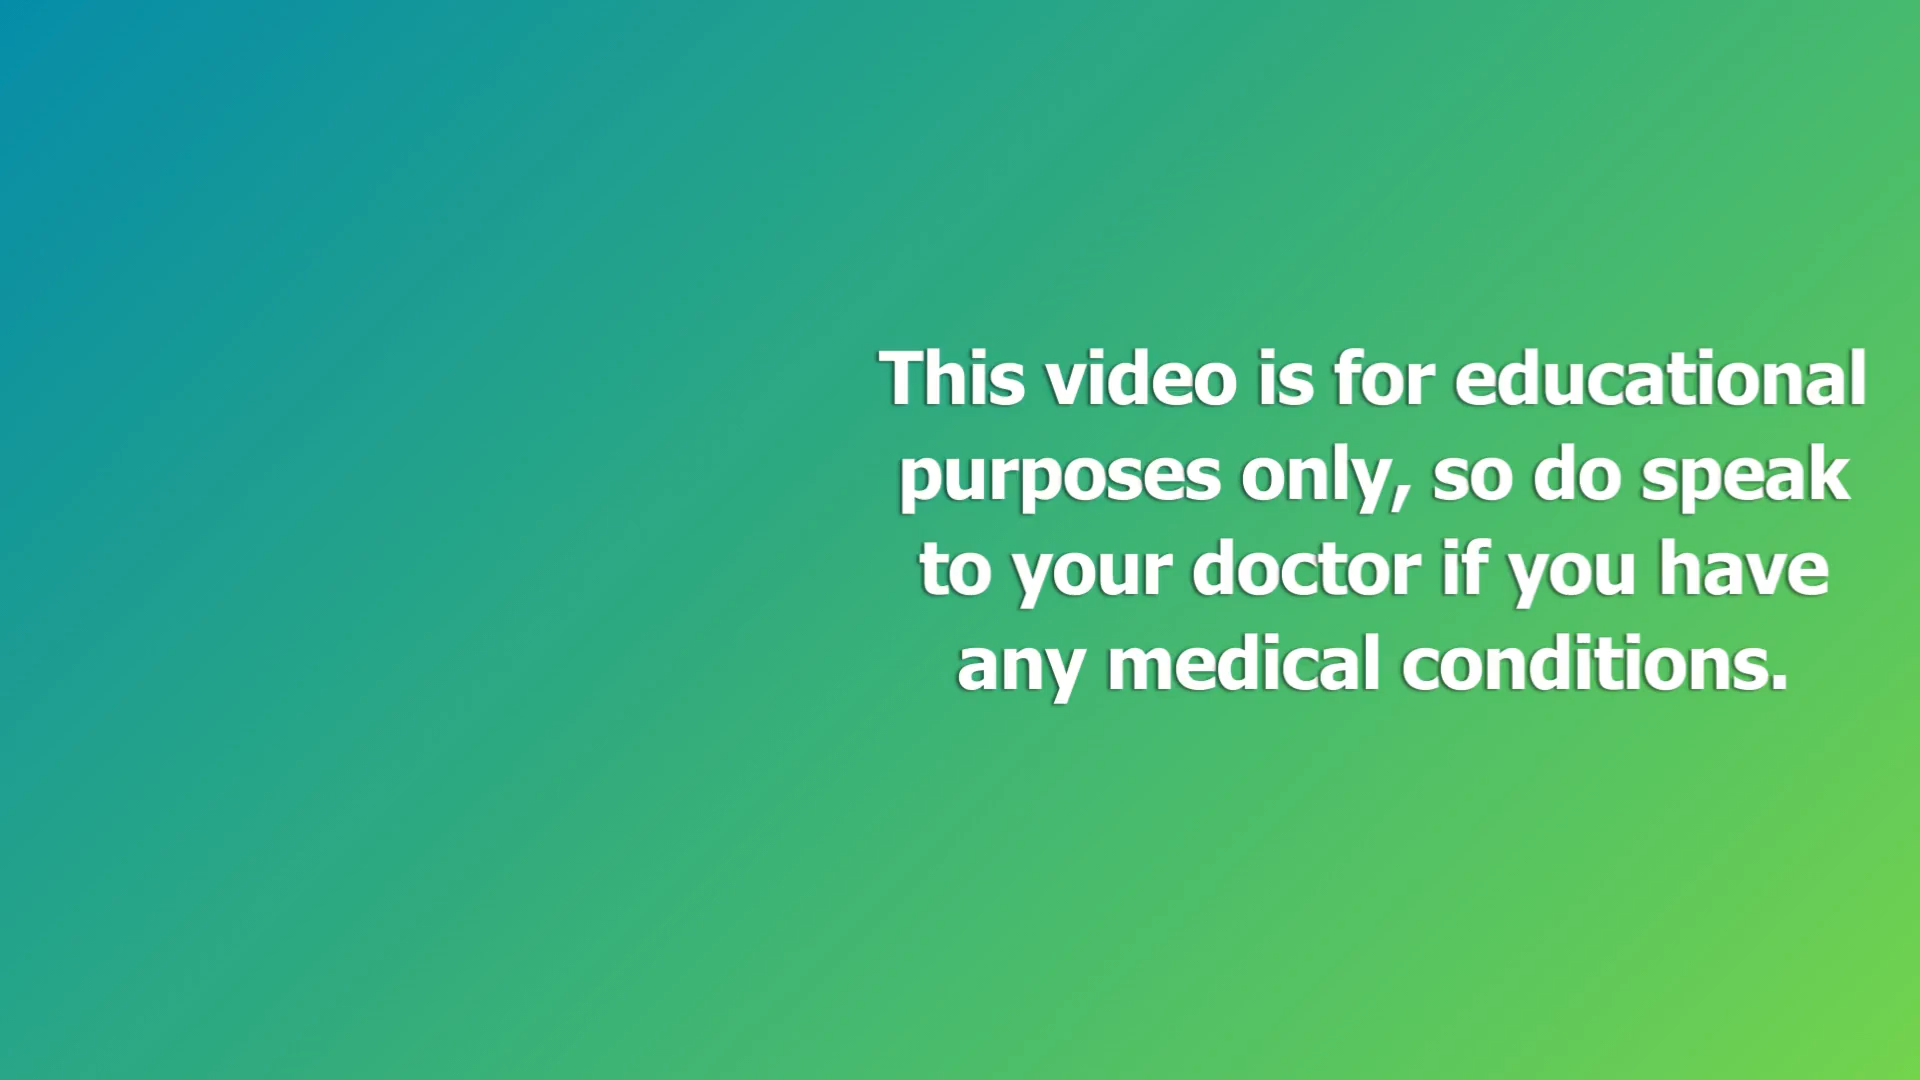 This video is for educational
purposes only, so do speak
to your doctor if you have
any medical conditions.